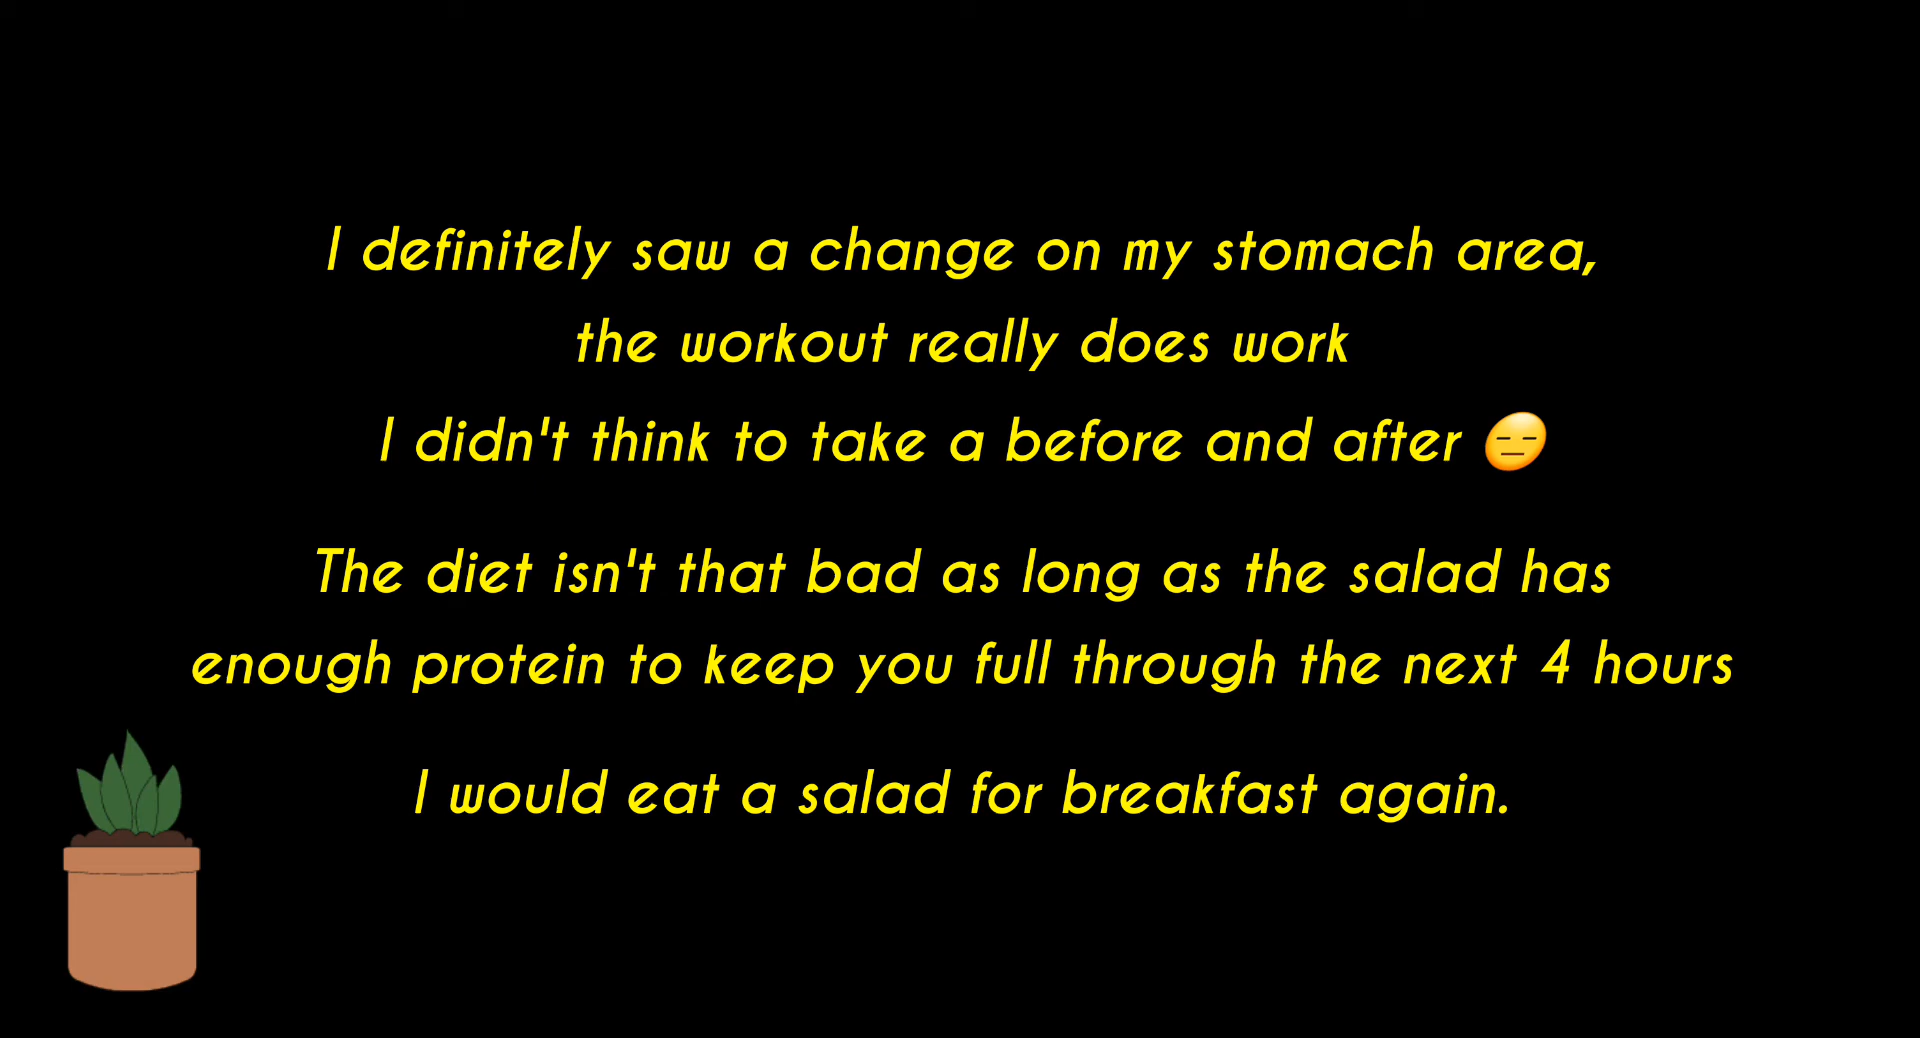 I definitely saw a change on my stomach area,
the workout really does work
I didn't think to take a before and after 😑
The diet isn't that bad as long as the salad has
enough protein to keep you full through the next 4 hours
I would eat a salad for breakfast again.